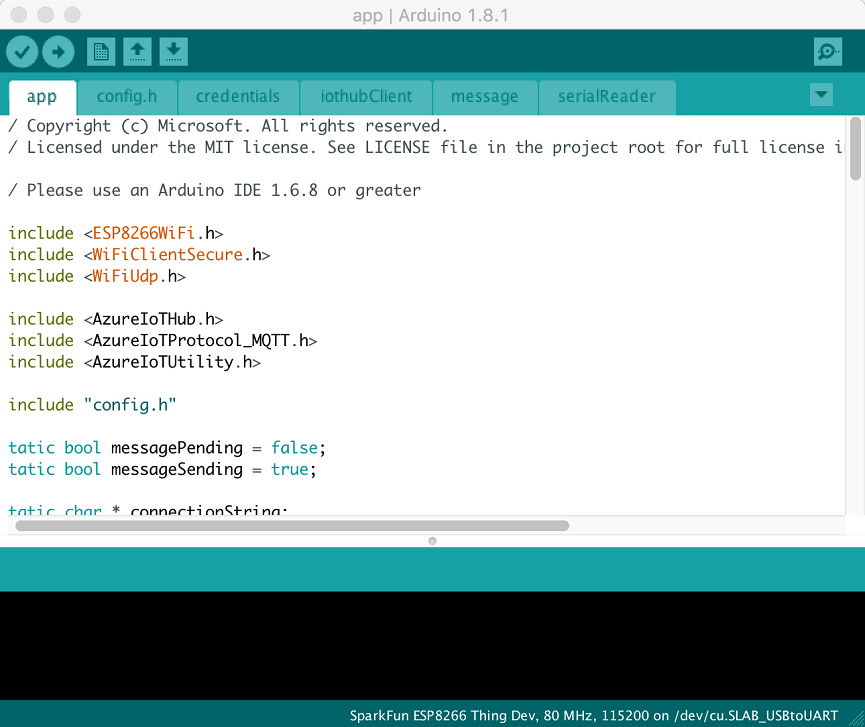 app | Arduino 1.8.1
app config.h credentials iothubClient message serialReader
/ Copyright (c) Microsoft. All rights reserved.
/ Licensed under the MIT license. See LICENSE file in the project root for full license i
/ Please use an Arduino IDE 1.6.8 or greater
include <ESP8266WiFi.h>
include <WiFiClientSecure.h>
include <WiFiUdp.h>
include <AzureIoTHub.h>
include <AzureIoTProtocol_MQTT.h>
include <AzureIoTUtility.h>
include "config.h"
tatic bool messagePending = false;
tatic bool messageSending = true;
tatic char * connectionString;
SparkFun ESP8266 Thing Dev, 80 MHz, 115200 on /dev/cu.SLAB_USBtoUART